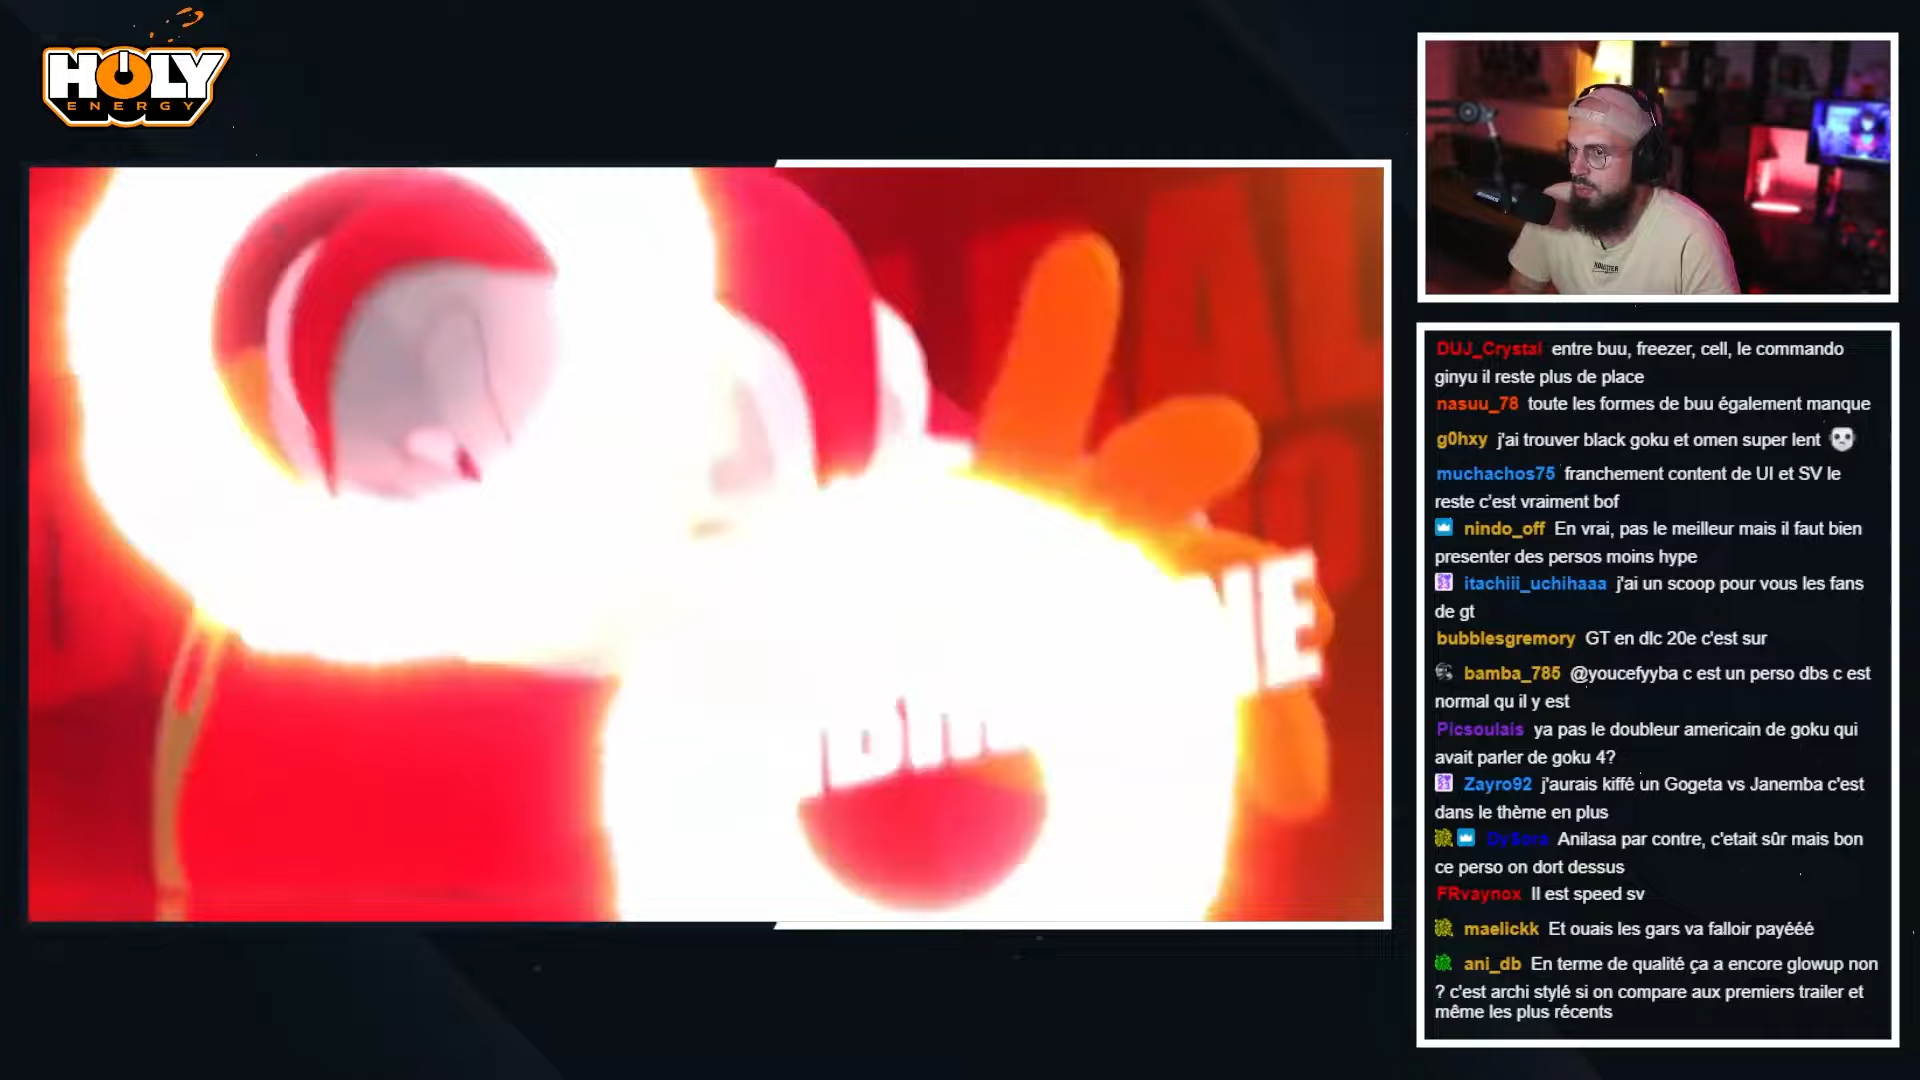 HOLY
ENERGY
AL
NE
DUJ_Crystal entre buu, freezer, cell, le commando
ginyu il reste plus de place
nasuu_78 toute les formes de buu également manque
g0hxy j'ai trouver black goku et omen super lent
muchachos75 franchement content de UI et SV le
reste c'est vraiment bof
nindo_off En vrai, pas le meilleur mais il faut bien
presenter des persos moins hype
itachiii_uchihaaa j'ai un scoop pour vous les fans
de gt
bubblesgremory GT en dlc 20e c'est sur
bamba_785 @youcefyyba c est un perso dbs c est
normal qu'il y est
Picsoulais ya pas le doubleur americain de goku qui
avait parler de goku 4?
Zayro92 j'aurais kiffé un Gogeta vs Janemba c'est
dans le thème en plus
DySora Anilasa par contre, c'etait sûr mais bon
ce perso on dort dessus
FRvaynox Il est speed sv
maelickk Et ouais les gars va falloir payééé
ani_db En terme de qualité ça a encore glowup non
? c'est archi stylé si on compare aux premiers trailer et
même les plus récents